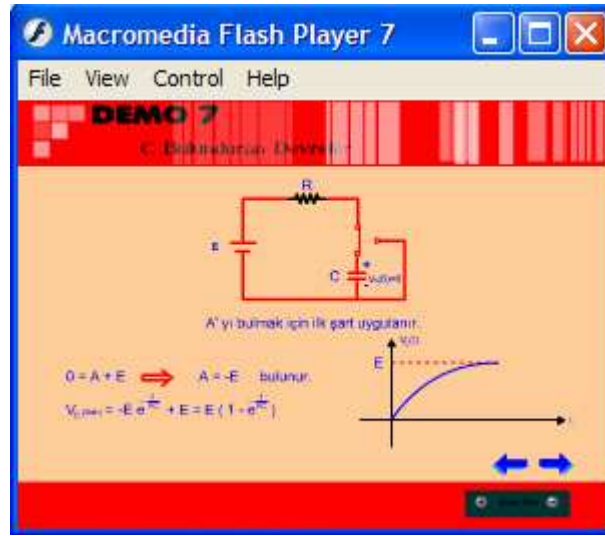 Macromedia Flash Player 7
File View Control Help
DEMO 7
C Bulunduran Devreler
R
E
C
+
A' yı bulmak için ilk şart uygulanır.
E
0 = A + E ⇒ A = -E bulunur.